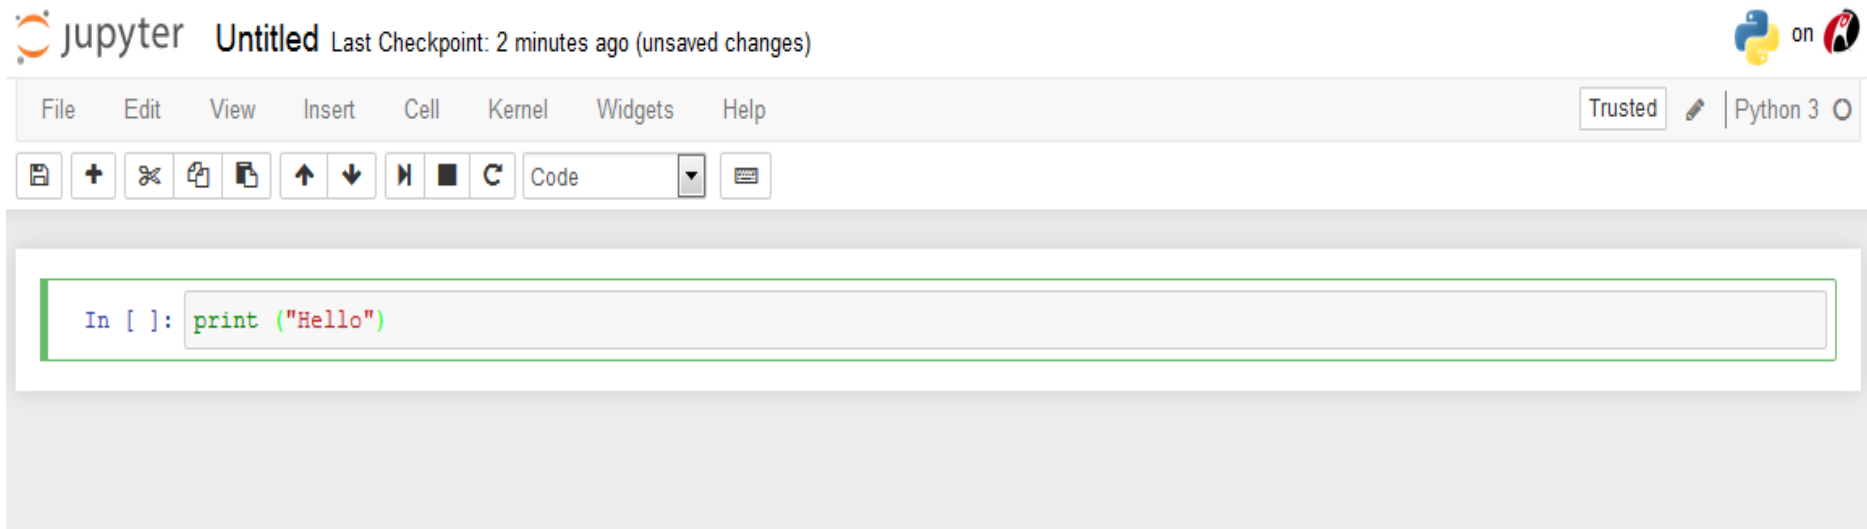 jupyter Untitled Last Checkpoint: 2 minutes ago (unsaved changes) on
File Edit View Insert Cell Kernel Widgets Help Trusted Python 3
Code
In [ ]: print ("Hello")